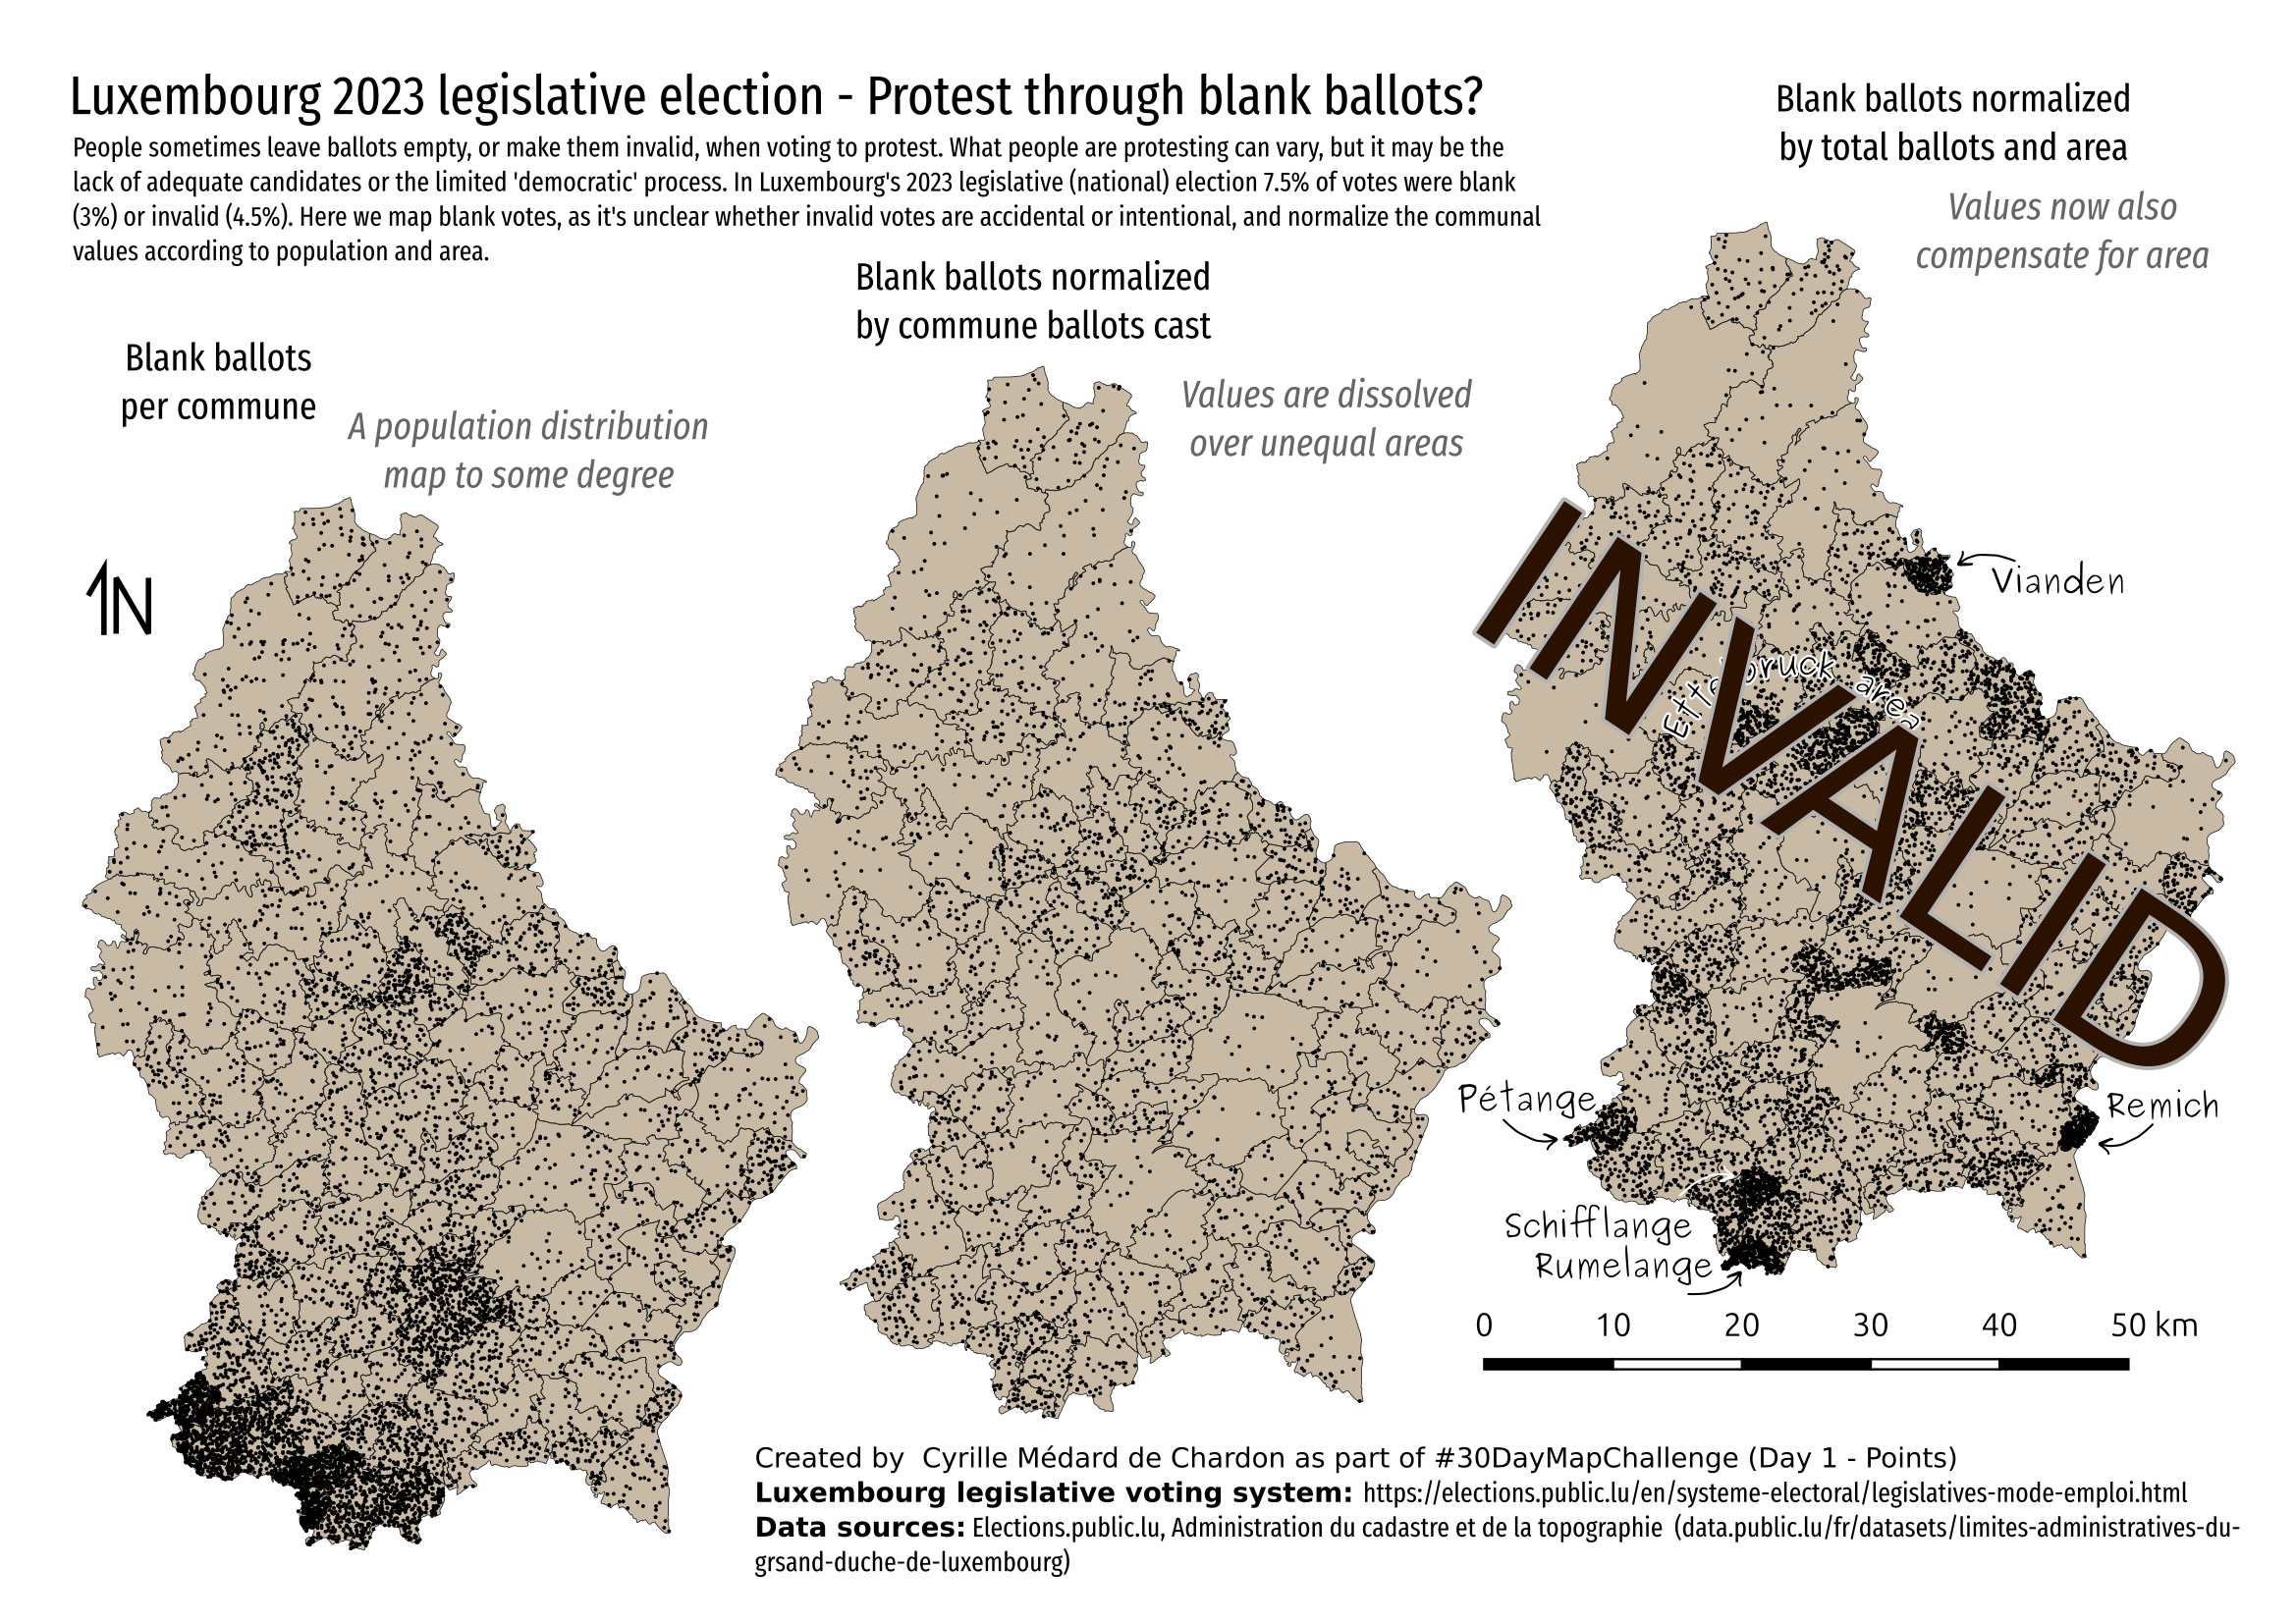 Luxembourg 2023 legislative election - Protest through blank ballots?
People sometimes leave ballots empty, or make them invalid, when voting to protest. What people are protesting can vary, but it may be the
lack of adequate candidates or the limited 'democratic' process. In Luxembourg's 2023 legislative (national) election 7.5% of votes were blank
(3%) or invalid (4.5%). Here we map blank votes, as it's unclear whether invalid votes are accidental or intentional, and normalize the communal
values according to population and area.
Blank ballots
per commune
A population distribution
map to some degree
N
Blank ballots normalized
by commune ballots cast
Values are dissolved
over unequal areas
Blank ballots normalized
by total ballots and area
Values now also
compensate for area
Vianden
Ettelbruck area
INVALID
Pétange
Remich
Schifflange
Rumelange
0 10 20 30 40 50 km
Created by Cyrille Médard de Chardon as part of #30DayMapChallenge (Day 1 - Points)
Luxembourg legislative voting system: https://elections.public.lu/en/systeme-electoral/legislatives-mode-emploi.html
Data sources: Elections.public.lu, Administration du cadastre et de la topographie (data.public.lu/fr/datasets/limites-administratives-du-
grsand-duche-de-luxembourg)